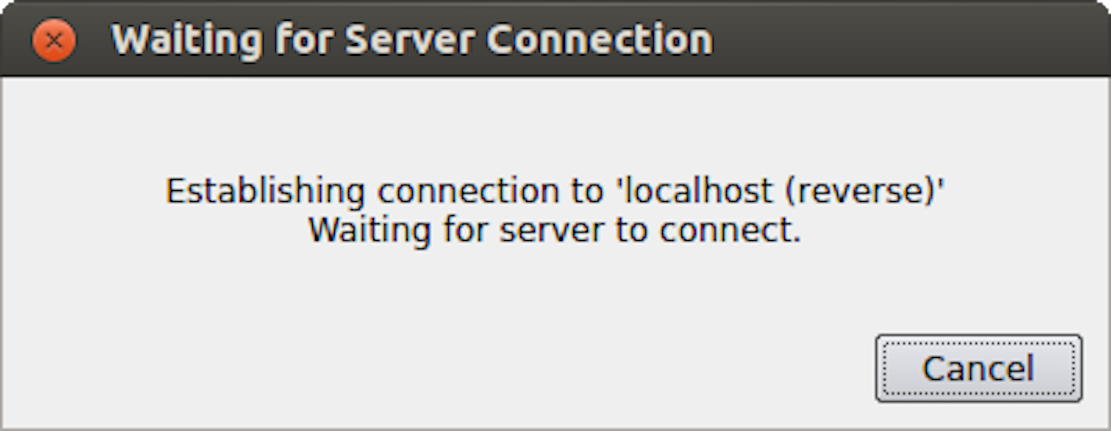 Waiting for Server Connection
Establishing connection to 'localhost (reverse)'
Waiting for server to connect.
Cancel